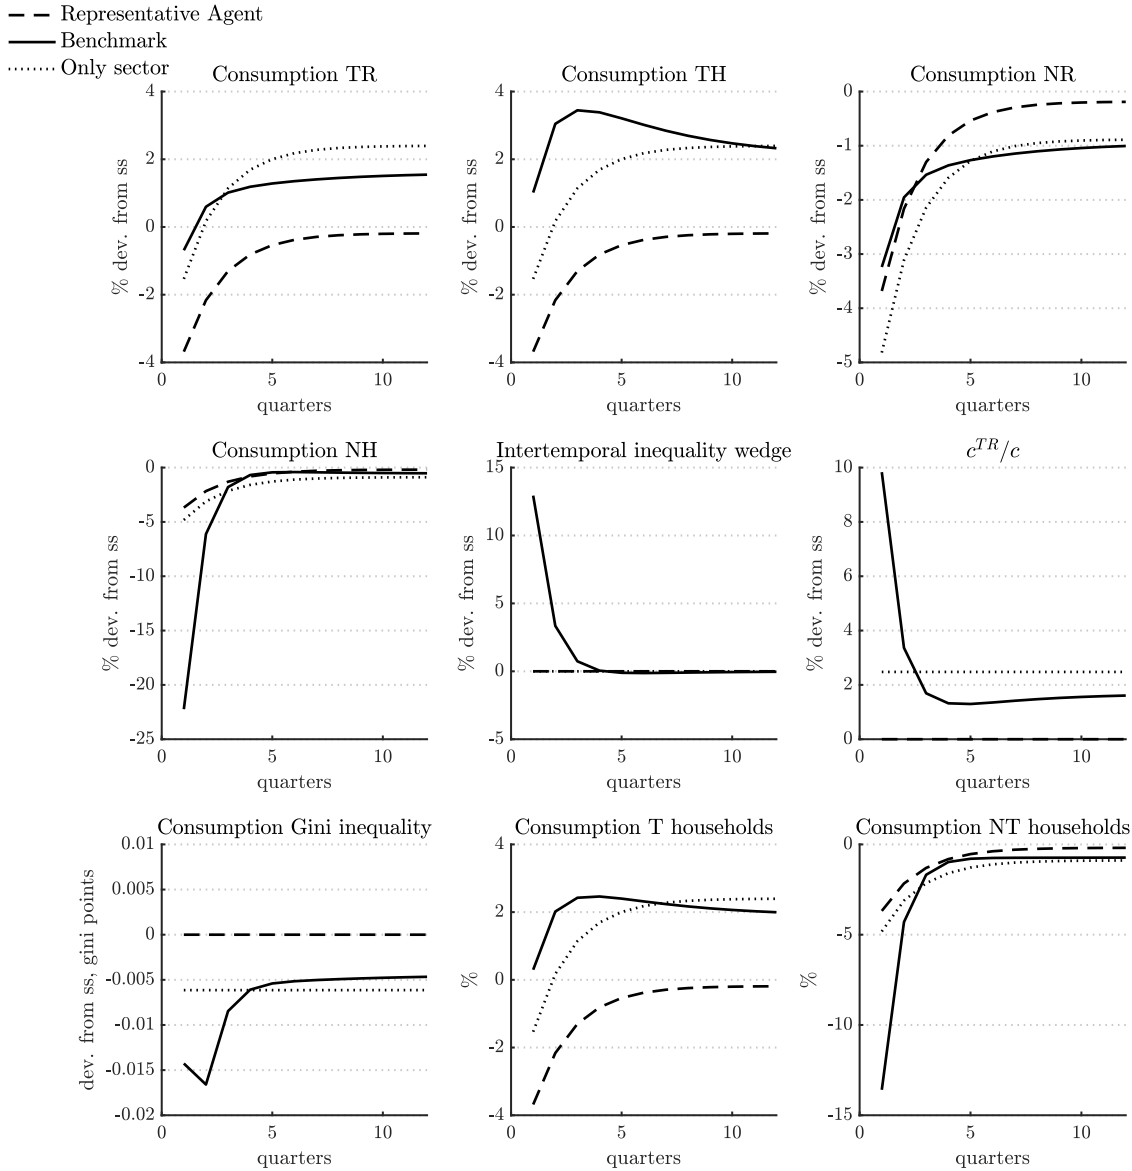 Representative Agent
Benchmark
Only sector
Consumption TR
4
2
0
-2
-4
0
5
10
% dev. from ss
quarters
Consumption TH
4
2
0
-2
-4
0
5
10
% dev. from ss
quarters
Consumption NR
0
-1
-2
-3
-4
-5
0
5
10
% dev. from ss
quarters
Consumption NH
0
-5
-10
-15
-20
-25
0
5
10
% dev. from ss
quarters
Intertemporal inequality wedge
15
10
5
0
-5
0
5
10
% dev. from ss
quarters
c^{TR}/c
10
8
6
4
2
0
0
5
10
% dev. from ss
quarters
Consumption Gini inequality
0.01
0.005
0
-0.005
-0.01
-0.015
-0.02
0
5
10
dev. from ss, gini points
quarters
Consumption T households
4
2
0
-2
-4
0
5
10
%
quarters
Consumption NT households
0
-5
-10
-15
0
5
10
%
quarters